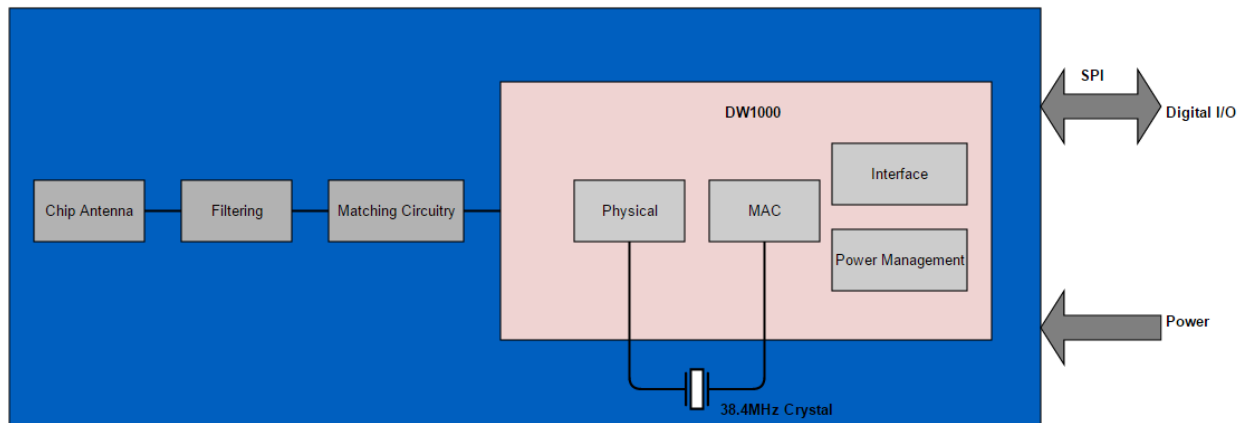 SPI
DW1000
Digital I/O
Interface
Chip Antenna
Filtering
Matching Circuitry
Physical
MAC
Power Management
Power
38.4MHz Crystal